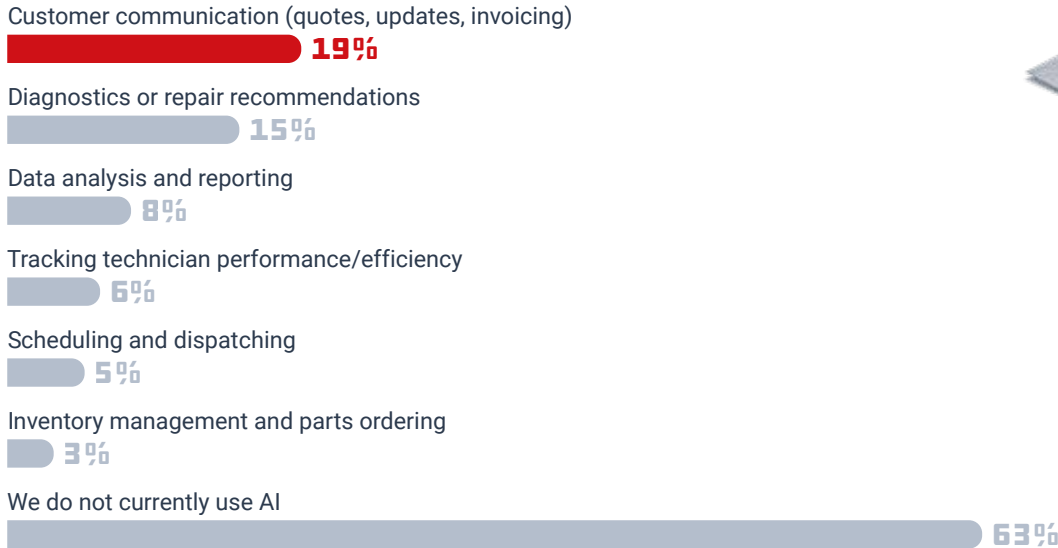 Customer communication (quotes, updates, invoicing)
19%
Diagnostics or repair recommendations
15%
Data analysis and reporting
8%
Tracking technician performance/efficiency
6%
Scheduling and dispatching
5%
Inventory management and parts ordering
3%
We do not currently use AI
63%